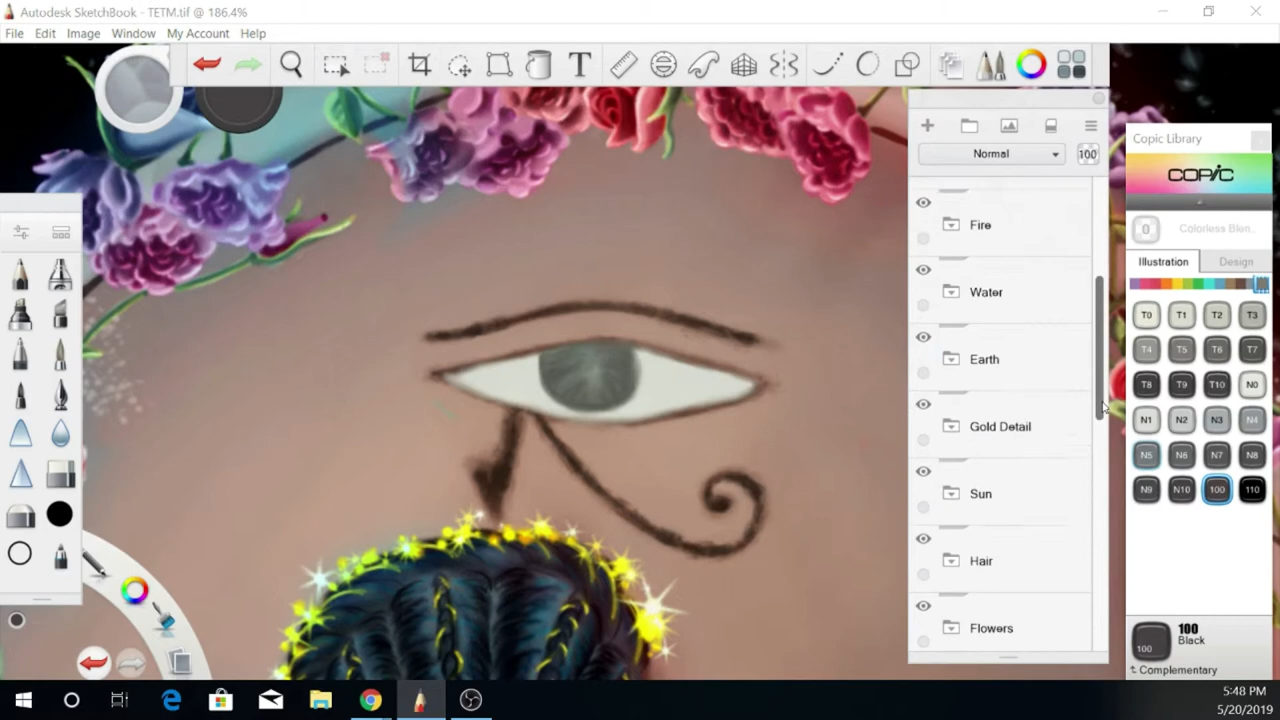 Autodesk SketchBook - TETM.tif @ 186.4%
File Edit Image Window My Account Help
T
Normal 100
Fire
Water
Earth
Gold Detail
Sun
Hair
Flowers
Copic Library
COPIC
0 Colorless Blen..
Illustration Design
T0 T1 T2 T3
T4 T5 T6 T7
T8 T9 T10 N0
N1 N2 N3 N4
N5 N6 N7 N8
N9 N10 100 110
100
100
Black
Complementary
5:48 PM
5/20/2019